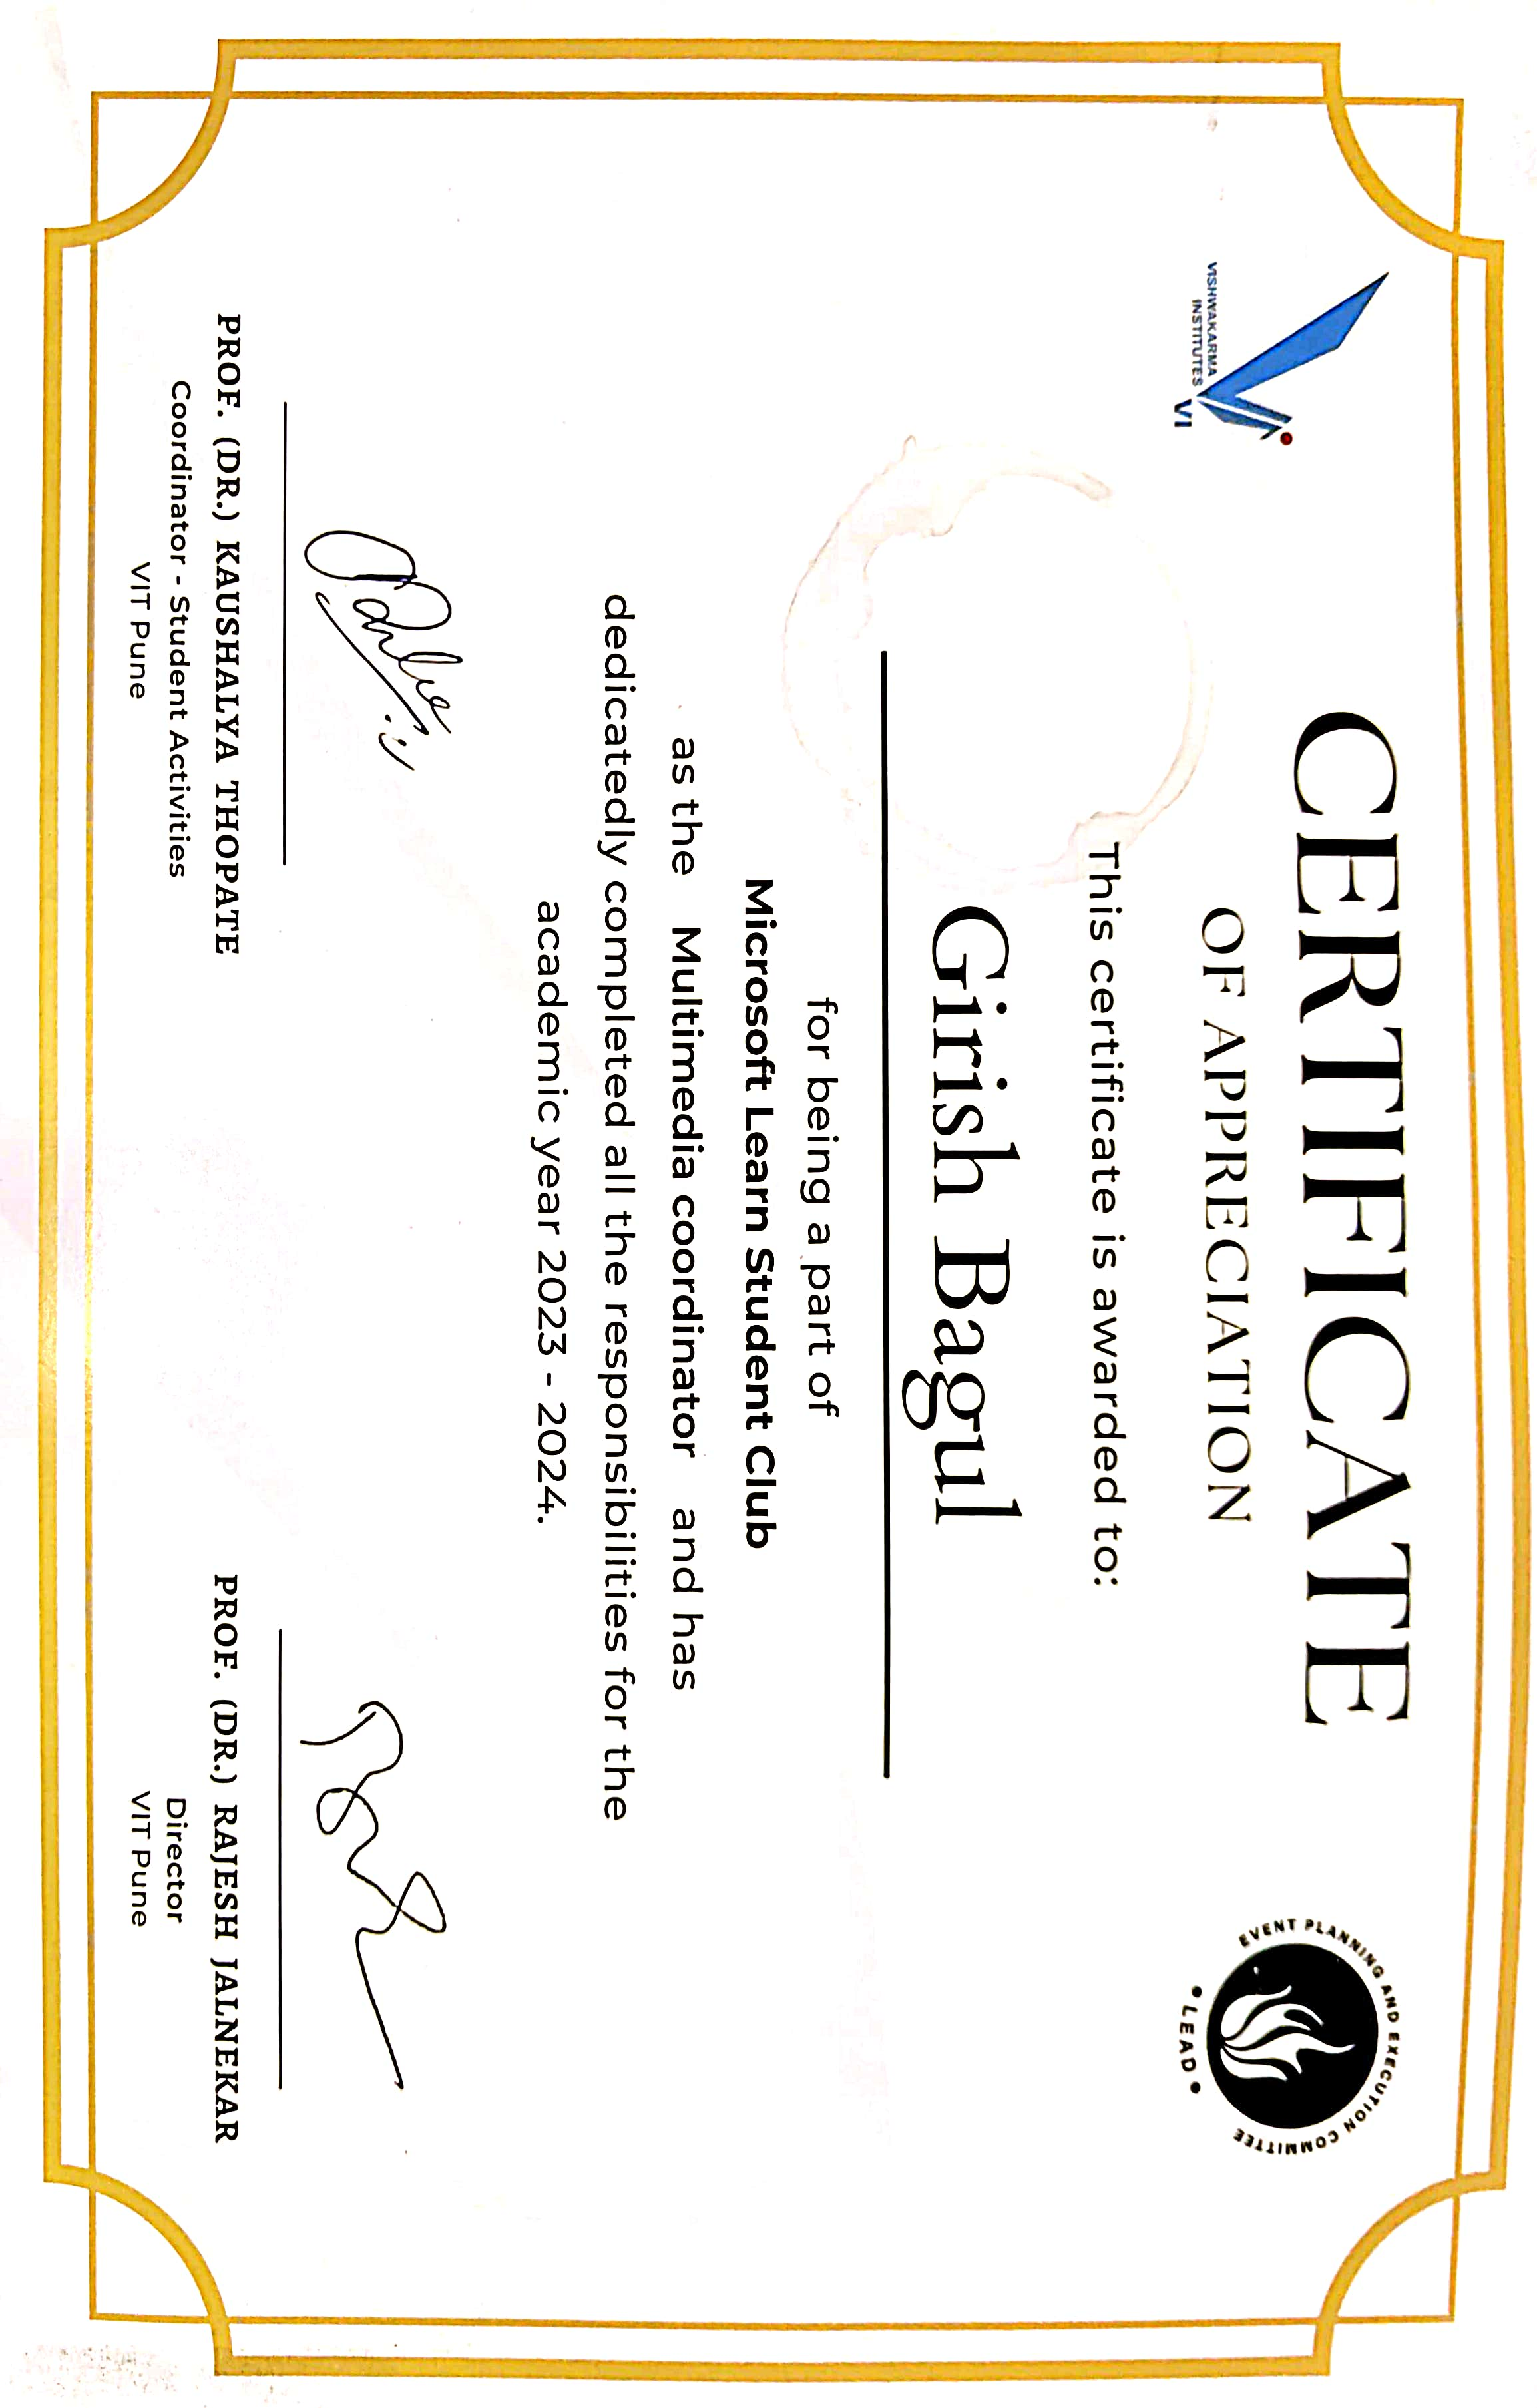 VISHWAKARMA
INSTITUTES
VI
EVENT PLANNING AND EXECUTION COMMITTEE
• LEAD •
CERTIFICATE
OF APPRECIATION
This certificate is awarded to:
Girish Bagul
for being a part of
Microsoft Learn Student Club
as the Multimedia coordinator and has
dedicatedly completed all the responsibilities for the
academic year 2023 - 2024.
PROF. (DR.) KAUSHALYA THOPATE
Coordinator - Student Activities
VIT Pune
PROF. (DR.) RAJESH JALNEKAR
Director
VIT Pune